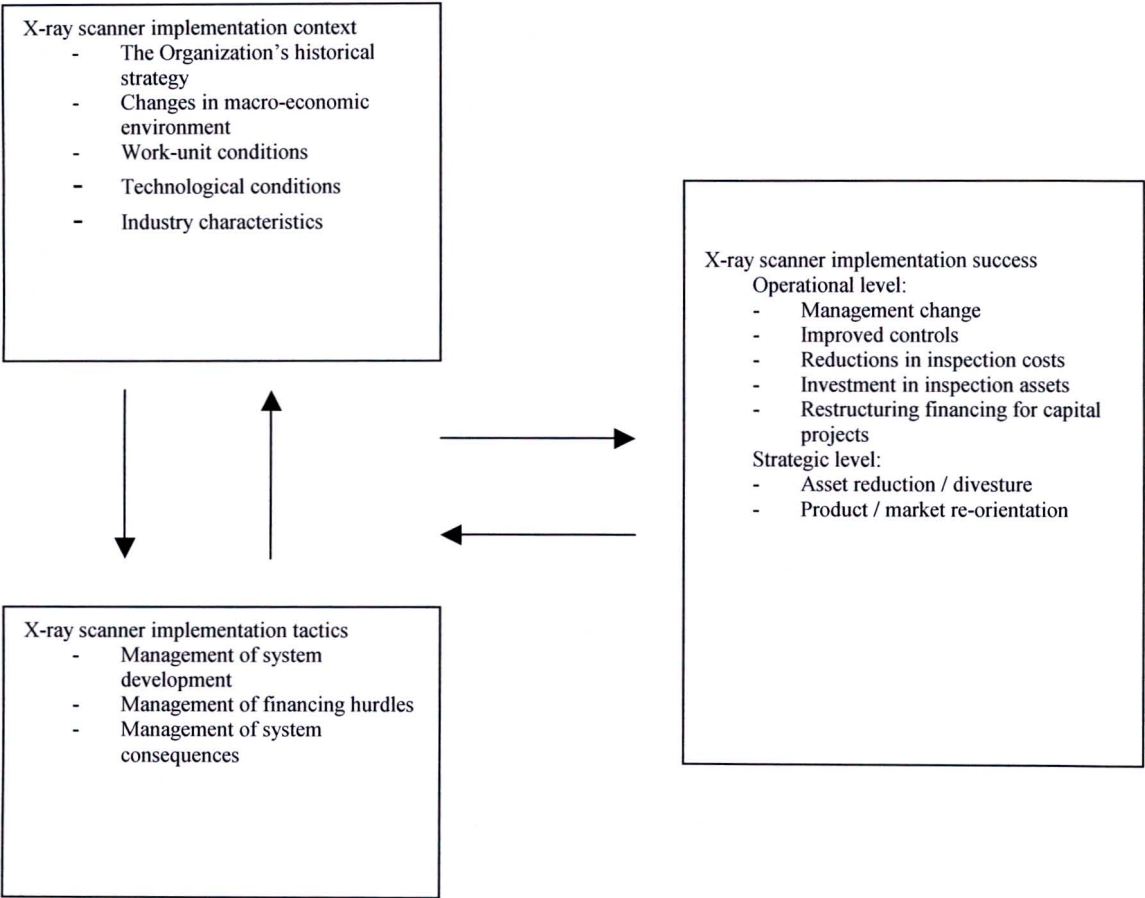 X-ray scanner implementation context
- The Organization's historical
strategy
- Changes in macro-economic
environment
- Work-unit conditions
- Technological conditions
- Industry characteristics
X-ray scanner implementation success
Operational level:
- Management change
- Improved controls
- Reductions in inspection costs
- Investment in inspection assets
- Restructuring financing for capital
projects
Strategic level:
- Asset reduction / divesture
- Product / market re-orientation
X-ray scanner implementation tactics
- Management of system
development
- Management of financing hurdles
- Management of system
consequences